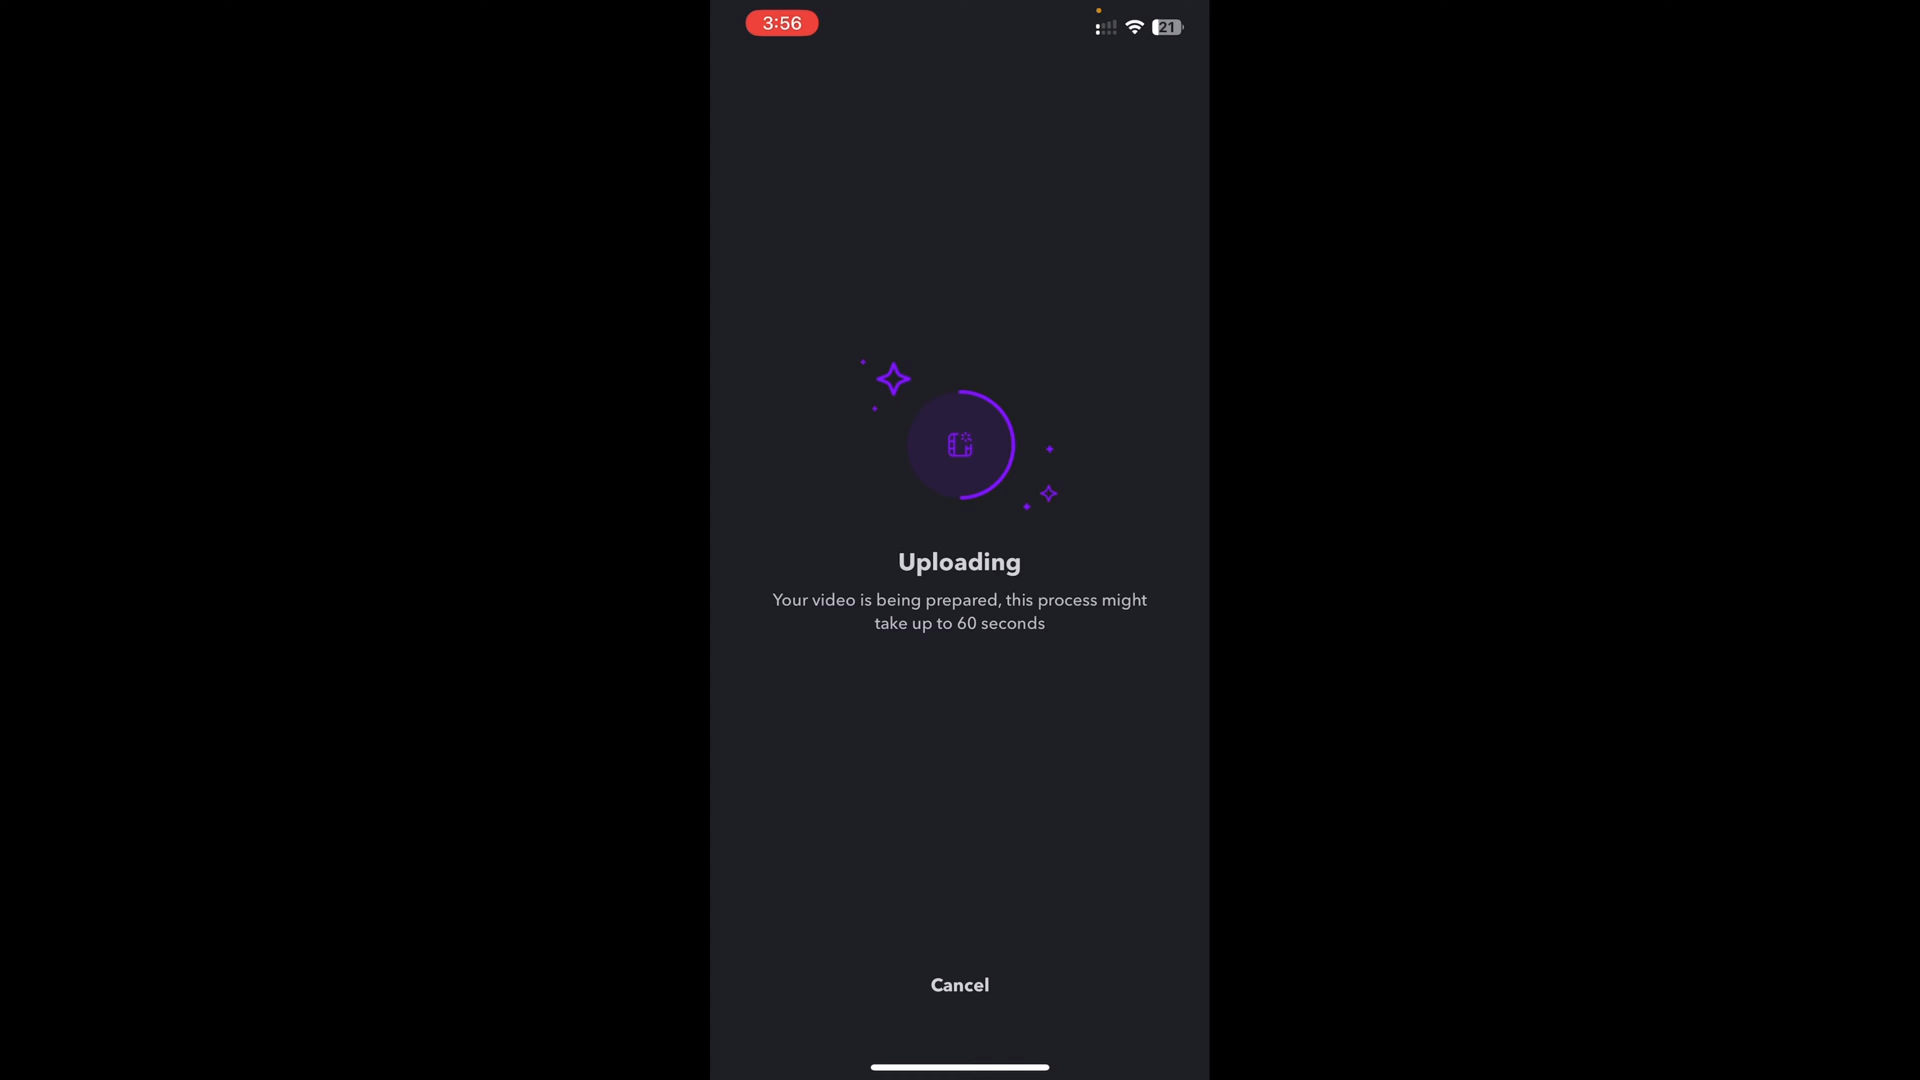 3:56
21
Uploading
Your video is being prepared, this process might
take up to 60 seconds
Cancel